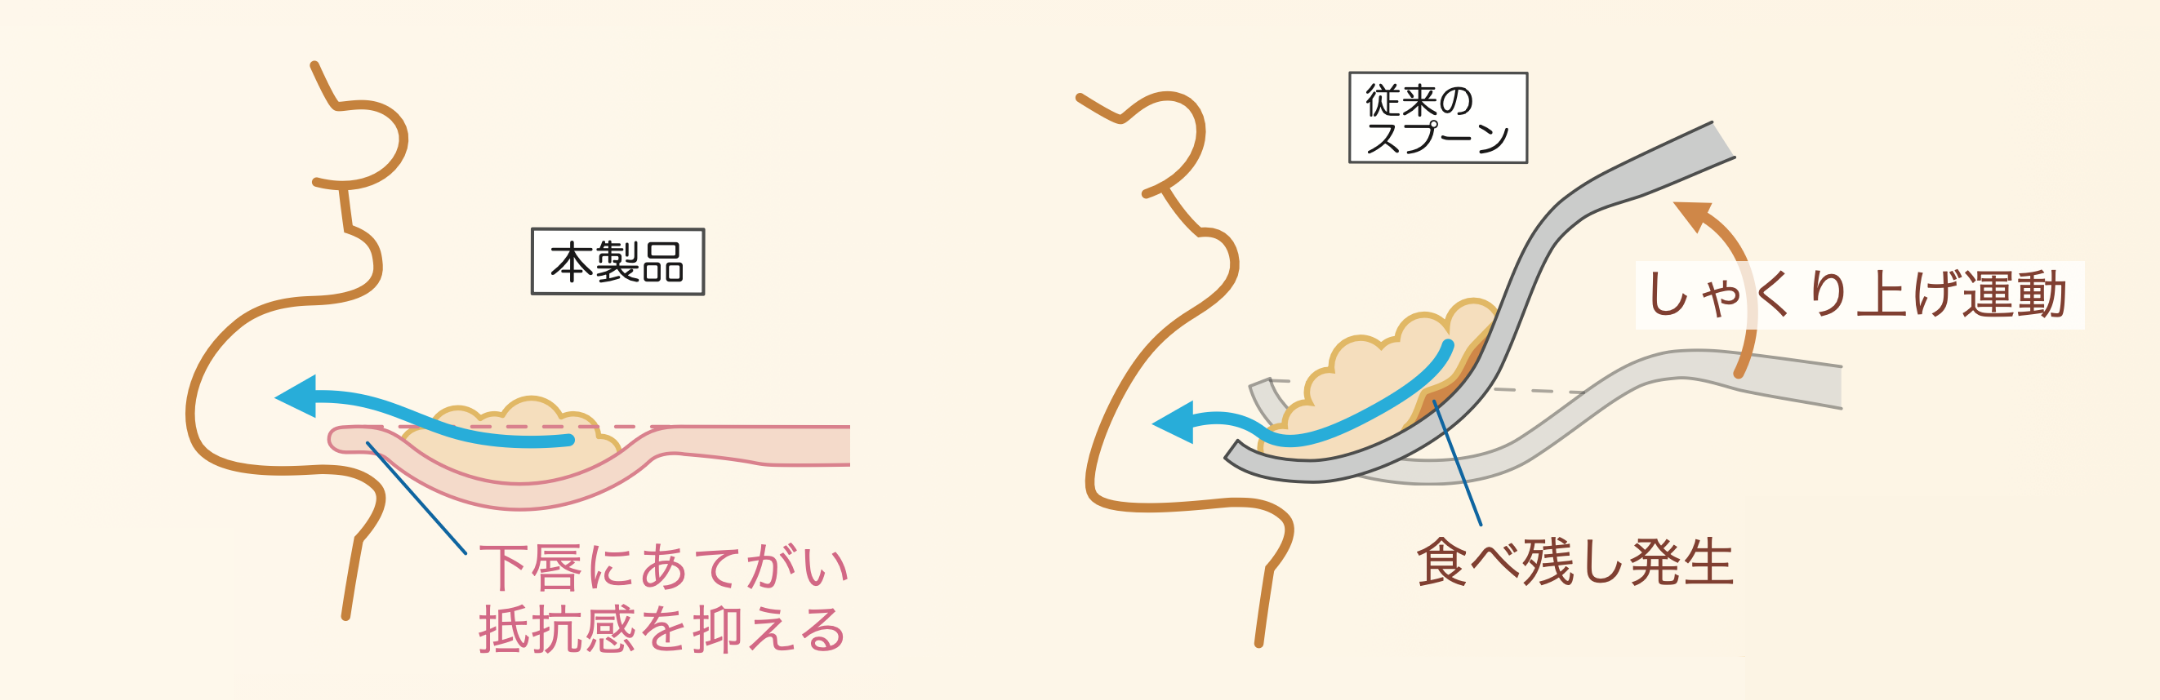 本製品
下唇にあてがい
抵抗感を抑える
従来の
スプーン
しゃくり上げ運動
食べ残し発生